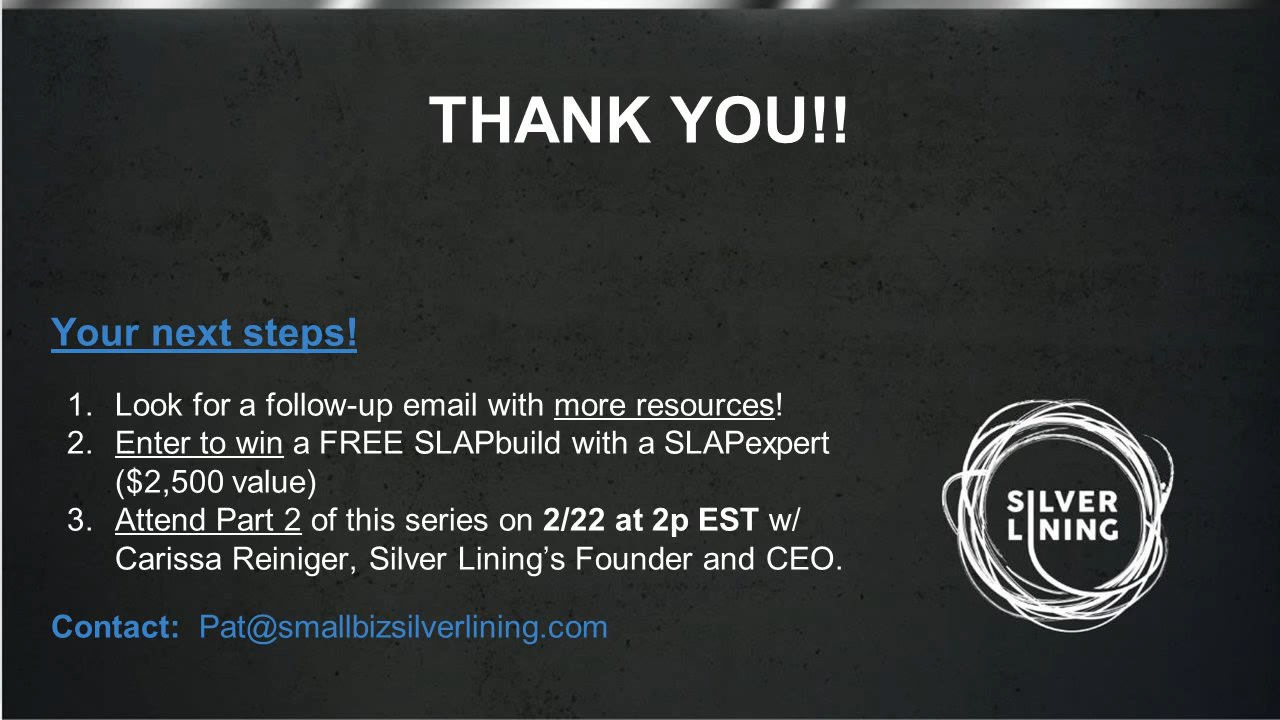 THANK YOU!!
Your next steps!
1. Look for a follow-up email with more resources!
2. Enter to win a FREE SLAPbuild with a SLAPexpert
($2,500 value)
3. Attend Part 2 of this series on 2/22 at 2p EST w/
Carissa Reiniger, Silver Lining’s Founder and CEO.
Contact: Pat@smallbizsilverlining.com
SILVER
LINING